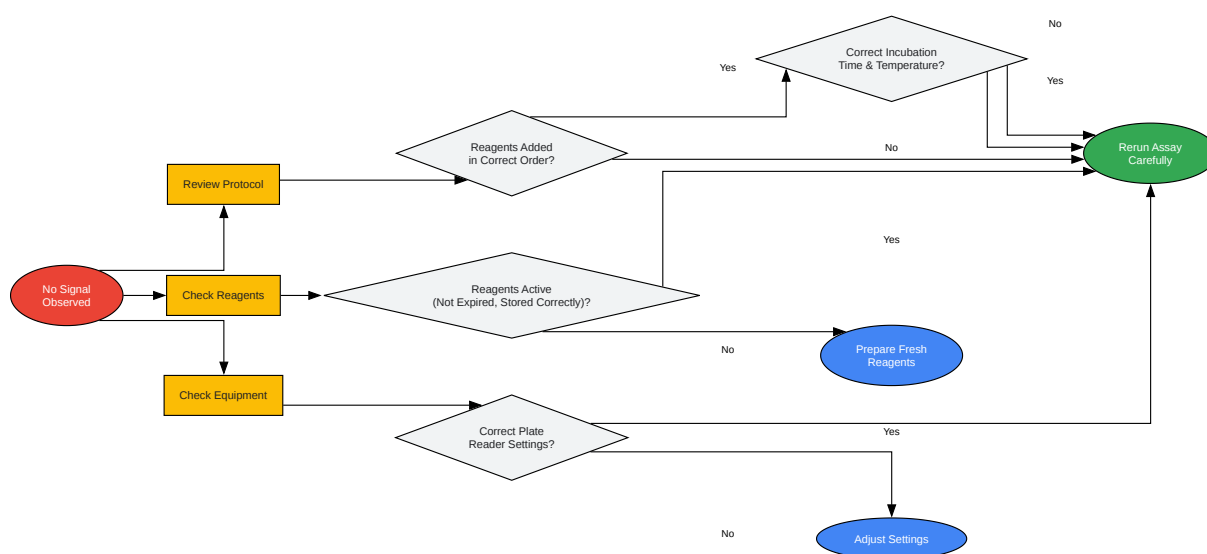 No
Correct Incubation
Time & Temperature?
Yes
Yes
Reagents Added
in Correct Order?
No
Rerun Assay
Carefully
Review Protocol
Yes
No Signal
Observed
Check Reagents
Reagents Active
(Not Expired, Stored Correctly)?
No
Prepare Fresh
Reagents
Check Equipment
Correct Plate
Reader Settings?
Yes
No
Adjust Settings